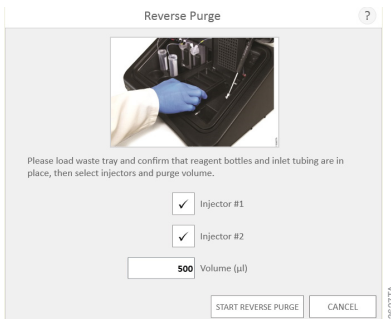 Reverse Purge
?
Please load waste tray and confirm that reagent bottles and inlet tubing are in
place, then select injectors and purge volume.
✓ Injector #1
✓ Injector #2
500 Volume (µl)
START REVERSE PURGE CANCEL